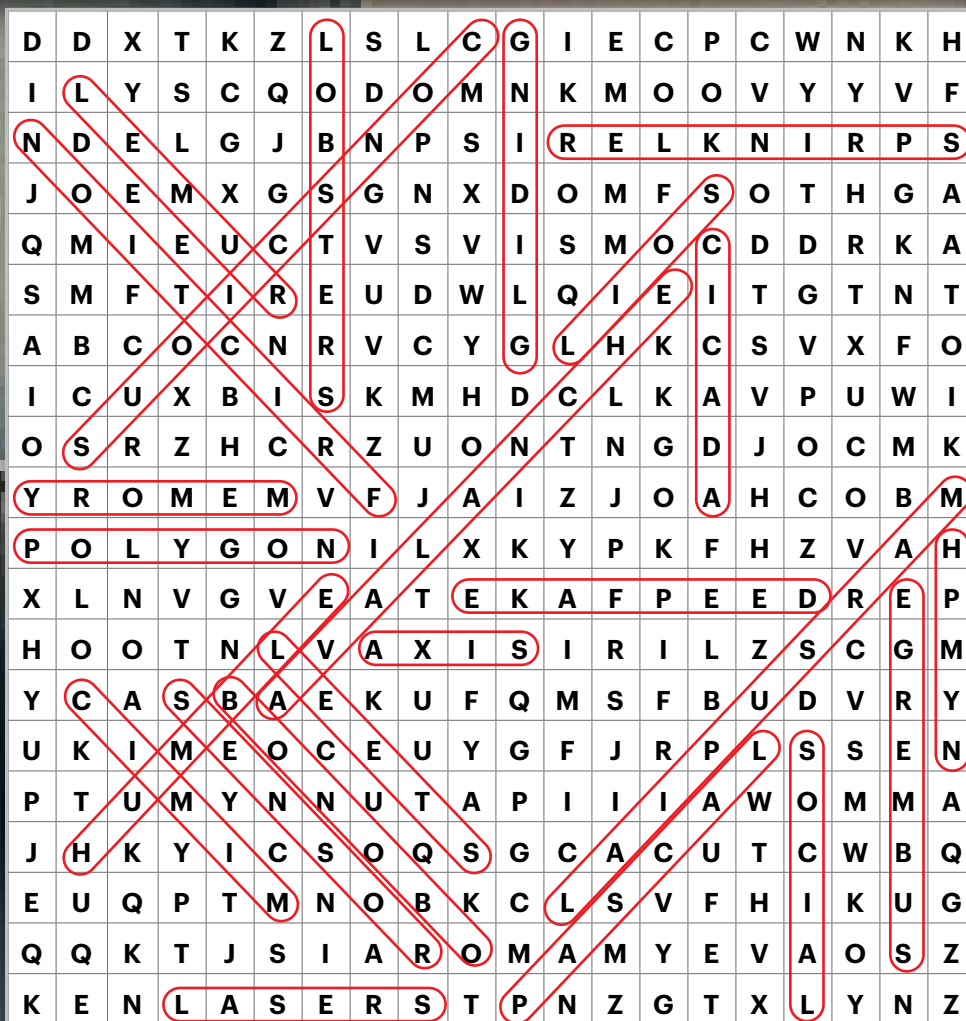 D D X T K Z L S L C G I E C P C W N K H
I L Y S C Q O D O M N K M O O V Y Y V F
N D E L G J B N P S I R E L K N I R P S
J O E M X G S G N X D O M F S O T H G A
Q M I E U C T V S V I S M O C D D R K A
S M F T I R E U D W L Q I E I T G T N T
A B C O C N R V C Y G L H K C S V X F O
I C U X B I S K M H D C L K A V P U W I
O S R Z H C R Z U O N T N G D J O C M K
Y R O M E M V F J A I Z J O A H C O B M
P O L Y G O N I L X K Y P K F H Z V A H
X L N V G V E A T E K A F P E E D R E P
H O O T N L V A X I S I R I L Z S C G M
Y C A S B A E K U F Q M S F B U D V R Y
U K I M E O C E U Y G F J R P L S S E N
P T U M Y N N U T A P I I I A W O M M A
J H K Y I C S O Q S G C A C U T C W B Q
E U Q P T M N O B K C L S V F H I K U G
Q Q K T J S I A R O M A M Y E V A O S Z
K E N L A S E R S T P N Z G T X L Y N Z